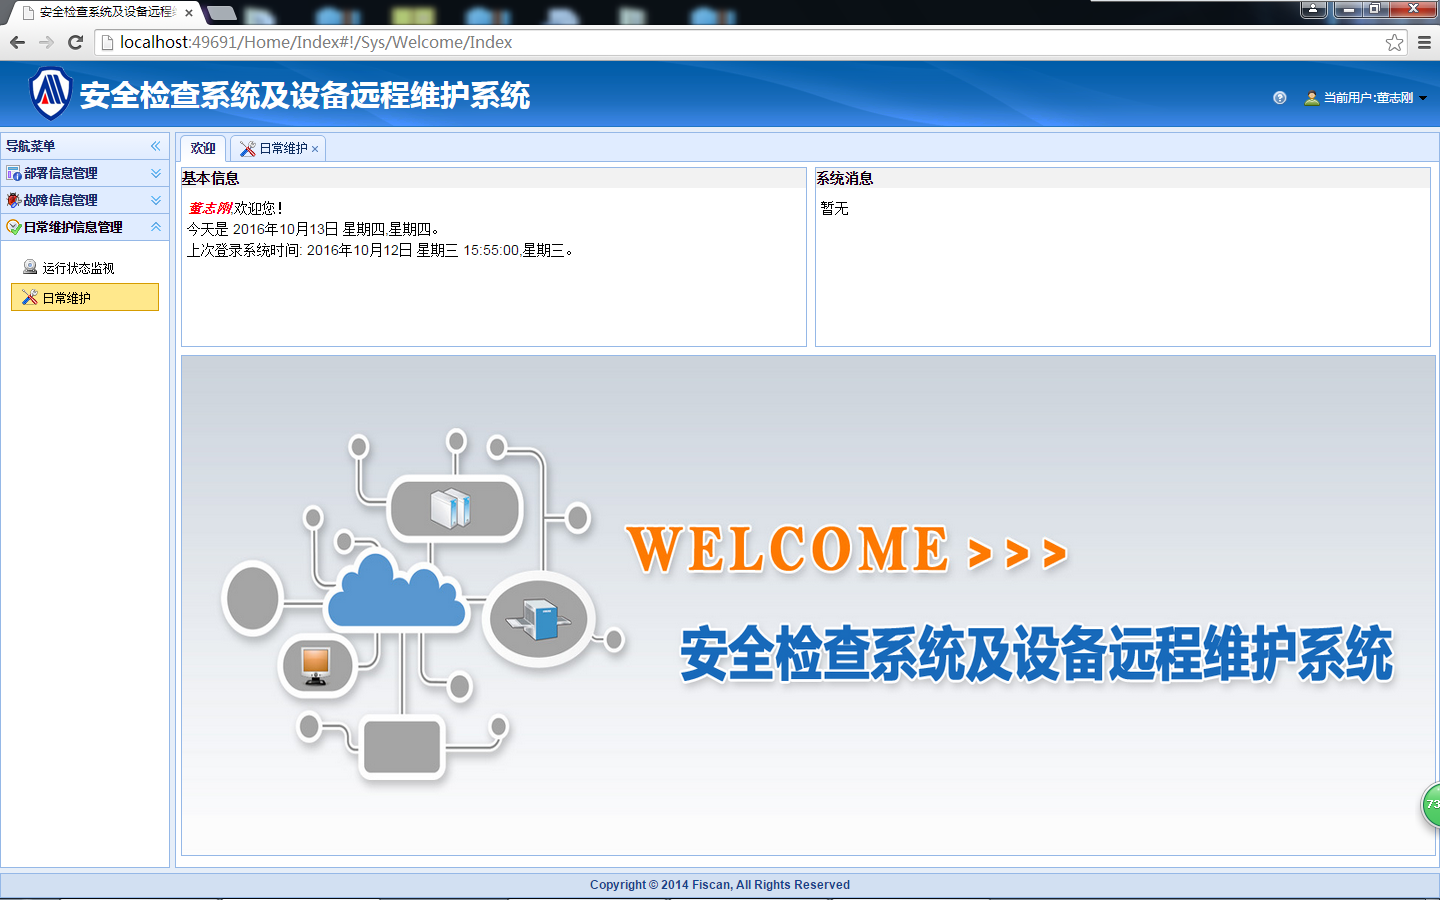 安全检查系统及设备远程
localhost:49691/Home/Index#!/Sys/Welcome/Index
安全检查系统及设备远程维护系统
当前用户:董志刚
导航菜单
部署信息管理
故障信息管理
日常维护信息管理
运行状态监视
日常维护
欢迎
日常维护
基本信息
董志刚,欢迎您!
今天是 2016年10月13日 星期四,星期四。
上次登录系统时间: 2016年10月12日 星期三 15:55:00,星期三。
系统消息
暂无
WELCOME >>>
安全检查系统及设备远程维护系统
73
Copyright © 2014 Fiscan, All Rights Reserved